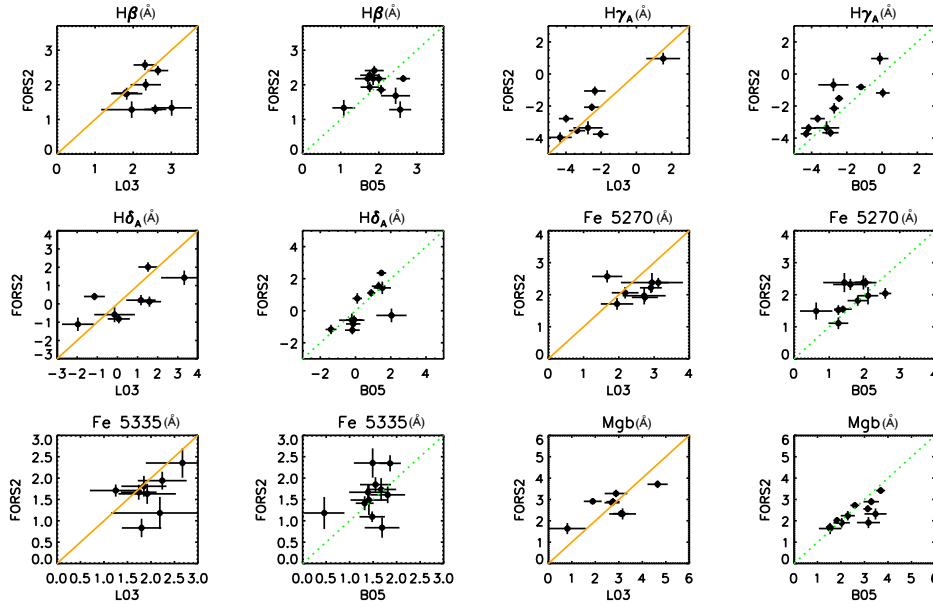 Hβ(Å)
FORS2
3
2
1
0
0 1 2 3
L03
Hβ(Å)
FORS2
3
2
1
0
0 1 2 3
B05
Hγ_A(Å)
FORS2
2
0
−2
−4
−4 −2 0 2
L03
Hγ_A(Å)
FORS2
2
0
−2
−4
−4 −2 0 2
B05
Hδ_A(Å)
FORS2
4
3
2
1
0
−1
−2
−3
−3 −2 −1 0 1 2 3 4
L03
Hδ_A(Å)
FORS2
4
2
0
−2
−2 0 2 4
B05
Fe 5270(Å)
FORS2
4
3
2
1
0
0 1 2 3 4
L03
Fe 5270(Å)
FORS2
4
3
2
1
0
0 1 2 3 4
B05
Fe 5335(Å)
FORS2
3.0
2.5
2.0
1.5
1.0
0.5
0.0
0.0 0.5 1.0 1.5 2.0 2.5 3.0
L03
Fe 5335(Å)
FORS2
3.0
2.5
2.0
1.5
1.0
0.5
0.0
0.0 0.5 1.0 1.5 2.0 2.5 3.0
B05
Mgb(Å)
FORS2
6
5
4
3
2
1
0
0 1 2 3 4 5 6
L03
Mgb(Å)
FORS2
6
5
4
3
2
1
0
0 1 2 3 4 5 6
B05